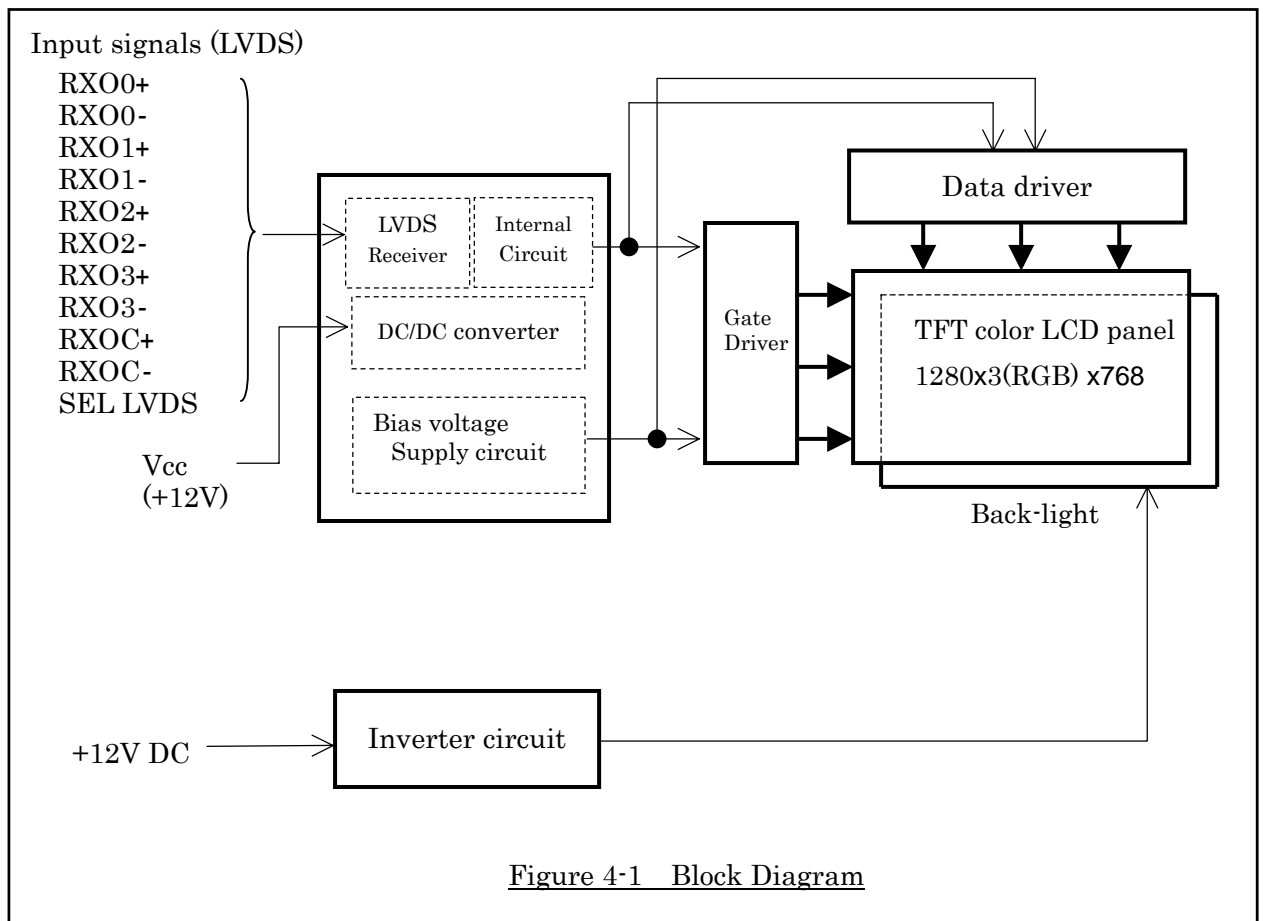 Input signals (LVDS)
RXO0+
RXO0-
RXO1+
RXO1-
RXO2+
RXO2-
RXO3+
RXO3-
RXOC+
RXOC-
SEL LVDS
Vcc
(+12V)
LVDS
Receiver
Internal
Circuit
DC/DC converter
Bias voltage
Supply circuit
Gate
Driver
Data driver
TFT color LCD panel
1280x3(RGB) x768
Back-light
+12V DC
Inverter circuit
Figure 4-1 Block Diagram